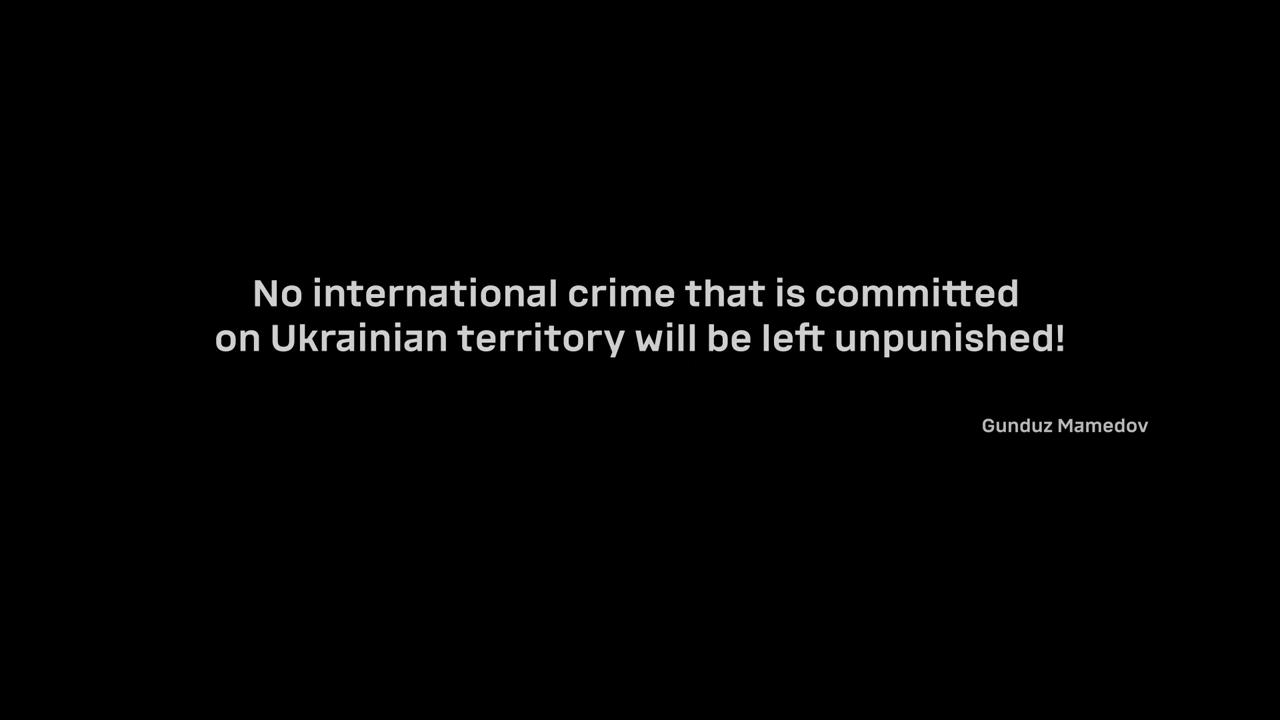 No international crime that is committed
on Ukrainian territory will be left unpunished!
Gunduz Mamedov